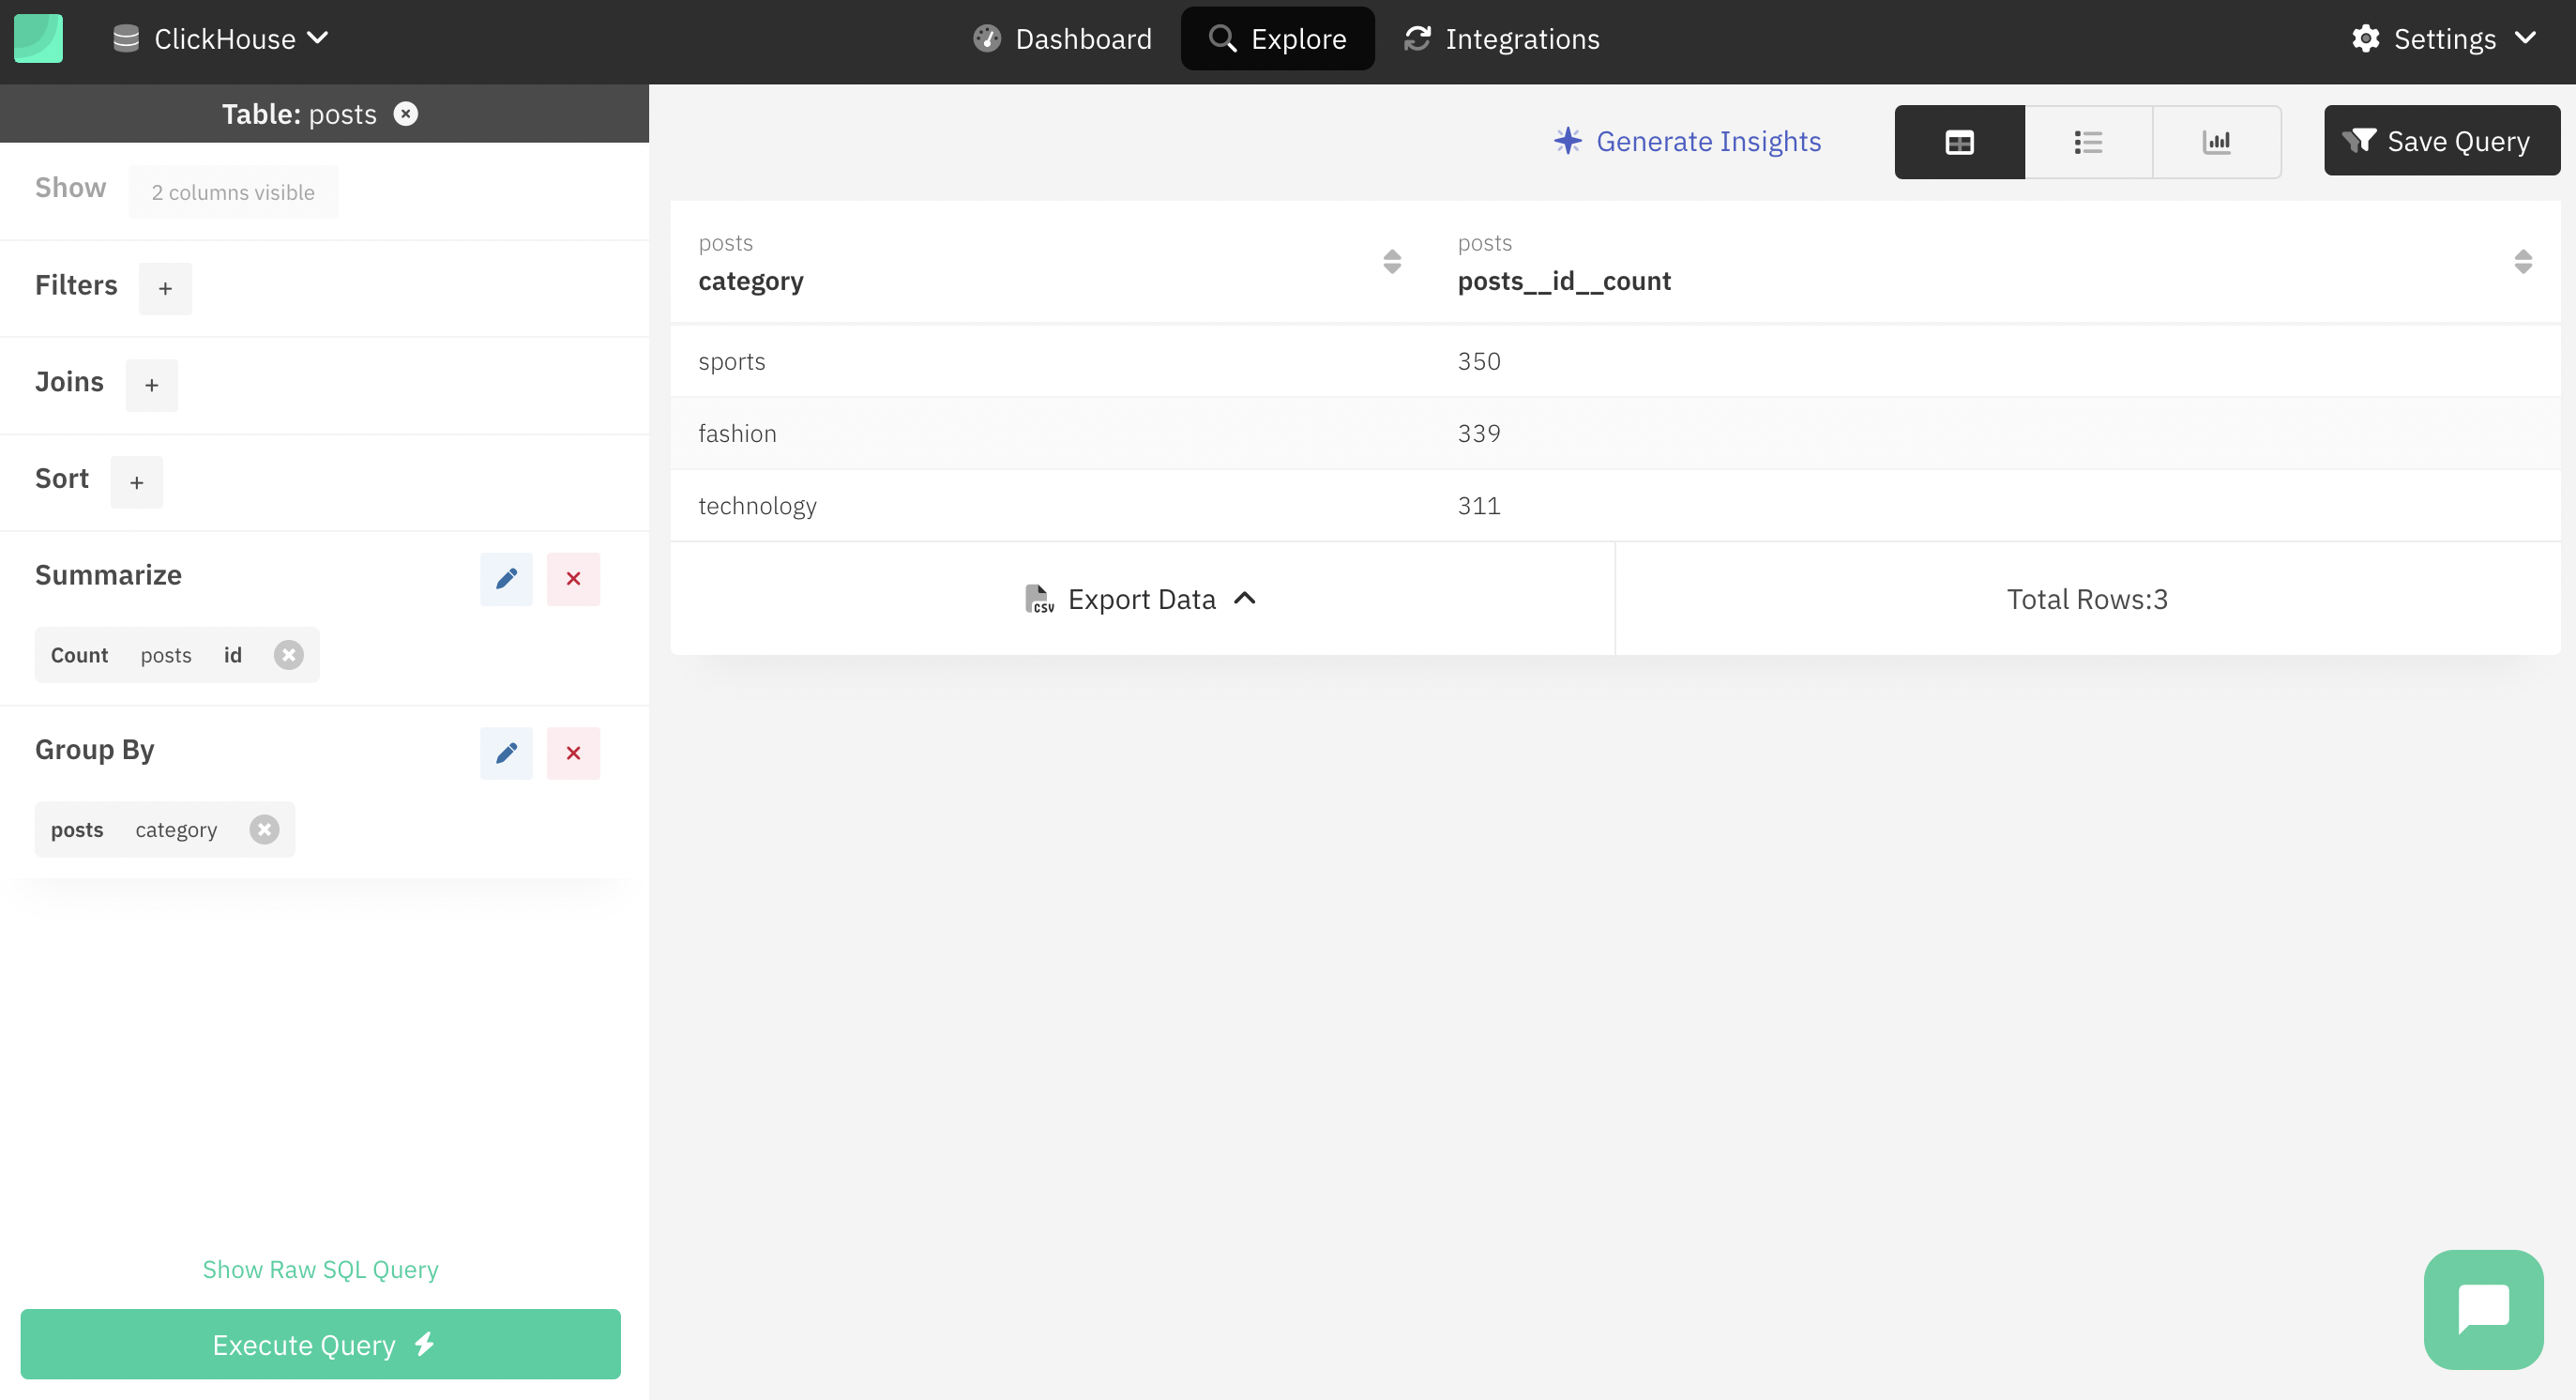 ClickHouse
Dashboard
Explore
Integrations
Settings
Table: posts
Show 2 columns visible
Filters +
Joins +
Sort +
Summarize
Count posts id
Group By
posts category
Show Raw SQL Query
Execute Query
Generate Insights
Save Query
posts posts
category posts__id__count
sports 350
fashion 339
technology 311
CSV Export Data
Total Rows:3